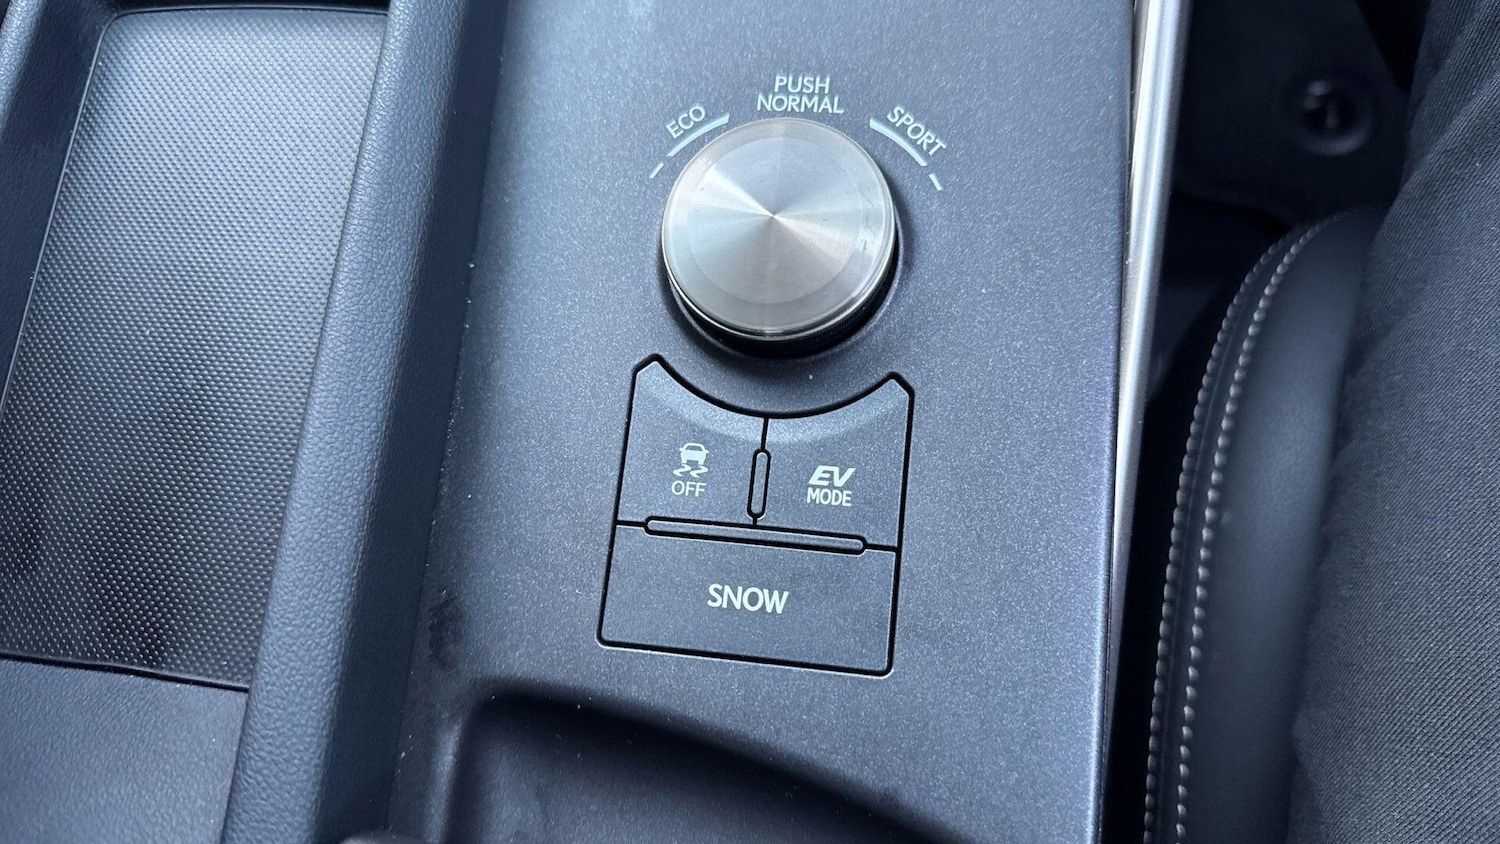 PUSH
NORMAL
ECO
SPORT
OFF
EV
MODE
SNOW